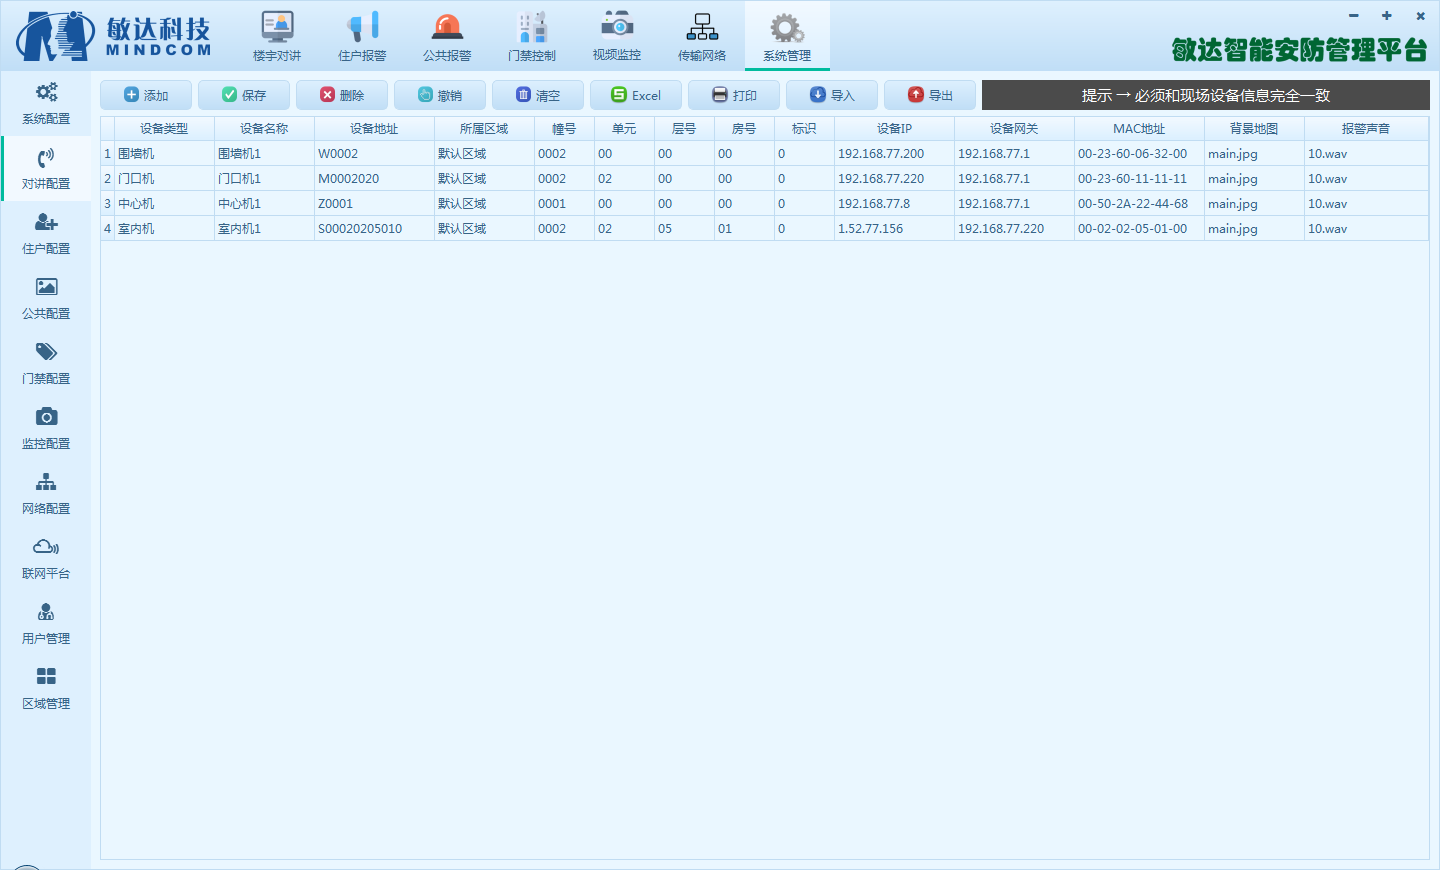 敏达科技
MINDCOM
楼宇对讲 住户报警 公共报警 门禁控制 视频监控 传输网络 系统管理
敏达智能安防管理平台
系统配置
对讲配置
住户配置
公共配置
门禁配置
监控配置
网络配置
联网平台
用户管理
区域管理
添加 保存 删除 撤销 清空 Excel 打印 导入 导出
提示 → 必须和现场设备信息完全一致
设备类型 设备名称 设备地址 所属区域 幢号 单元 层号 房号 标识 设备IP 设备网关 MAC地址 背景地图 报警声音
1 围墙机 围墙机1 W0002 默认区域 0002 00 00 00 0 192.168.77.200 192.168.77.1 00-23-60-06-32-00 main.jpg 10.wav
2 门口机 门口机1 M0002020 默认区域 0002 02 00 00 0 192.168.77.220 192.168.77.1 00-23-60-11-11-11 main.jpg 10.wav
3 中心机 中心机1 Z0001 默认区域 0001 00 00 00 0 192.168.77.8 192.168.77.1 00-50-2A-22-44-68 main.jpg 10.wav
4 室内机 室内机1 S00020205010 默认区域 0002 02 05 01 0 1.52.77.156 192.168.77.220 00-02-02-05-01-00 main.jpg 10.wav